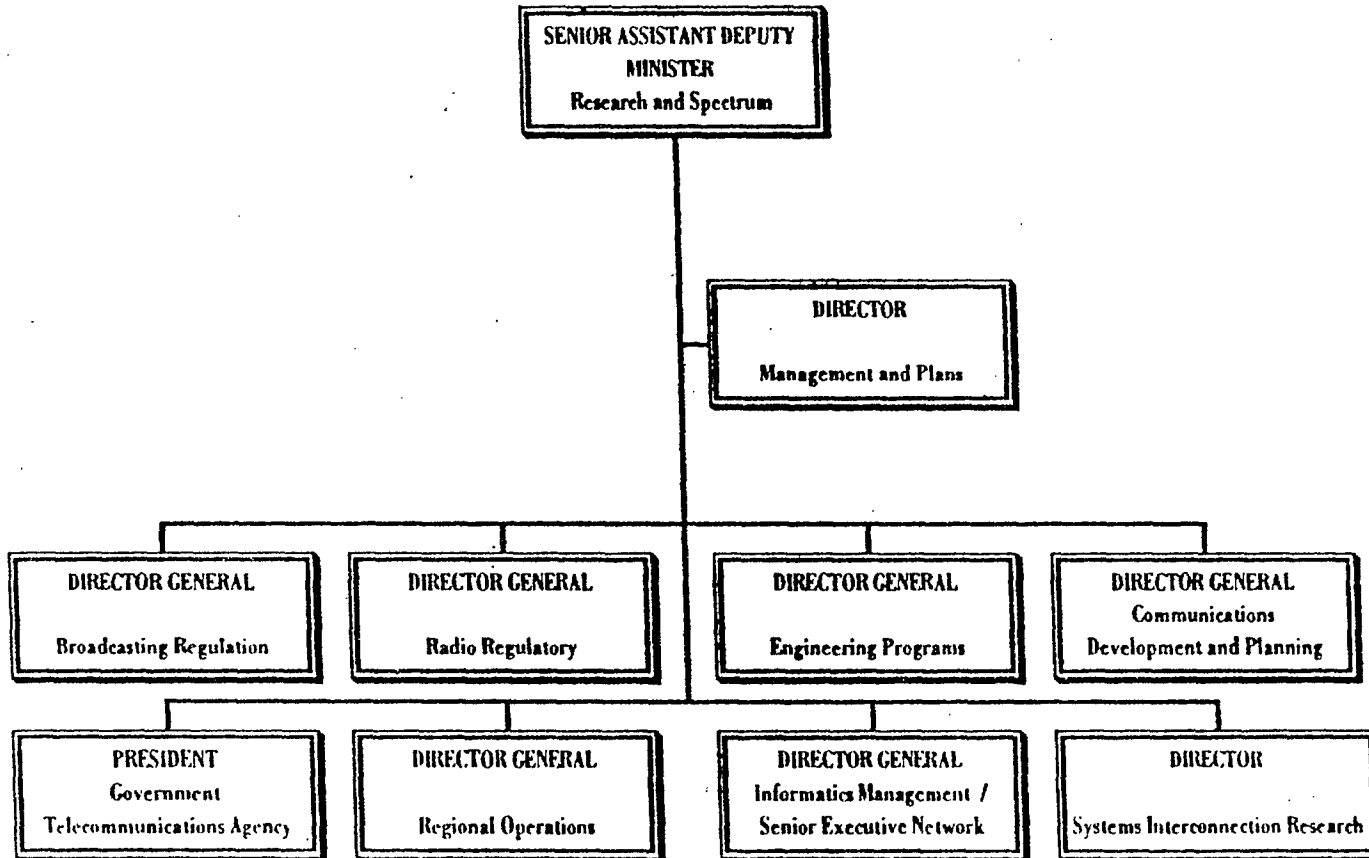 SENIOR ASSISTANT DEPUTY
MINISTER
Research and Spectrum
DIRECTOR
Management and Plans
DIRECTOR GENERAL
Broadcasting Regulation
DIRECTOR GENERAL
Radio Regulatory
DIRECTOR GENERAL
Engineering Programs
DIRECTOR GENERAL
Communications
Development and Planning
PRESIDENT
Government
Telecommunications Agency
DIRECTOR GENERAL
Regional Operations
DIRECTOR GENERAL
Informatics Management /
Senior Executive Network
DIRECTOR
Systems Interconnection Research